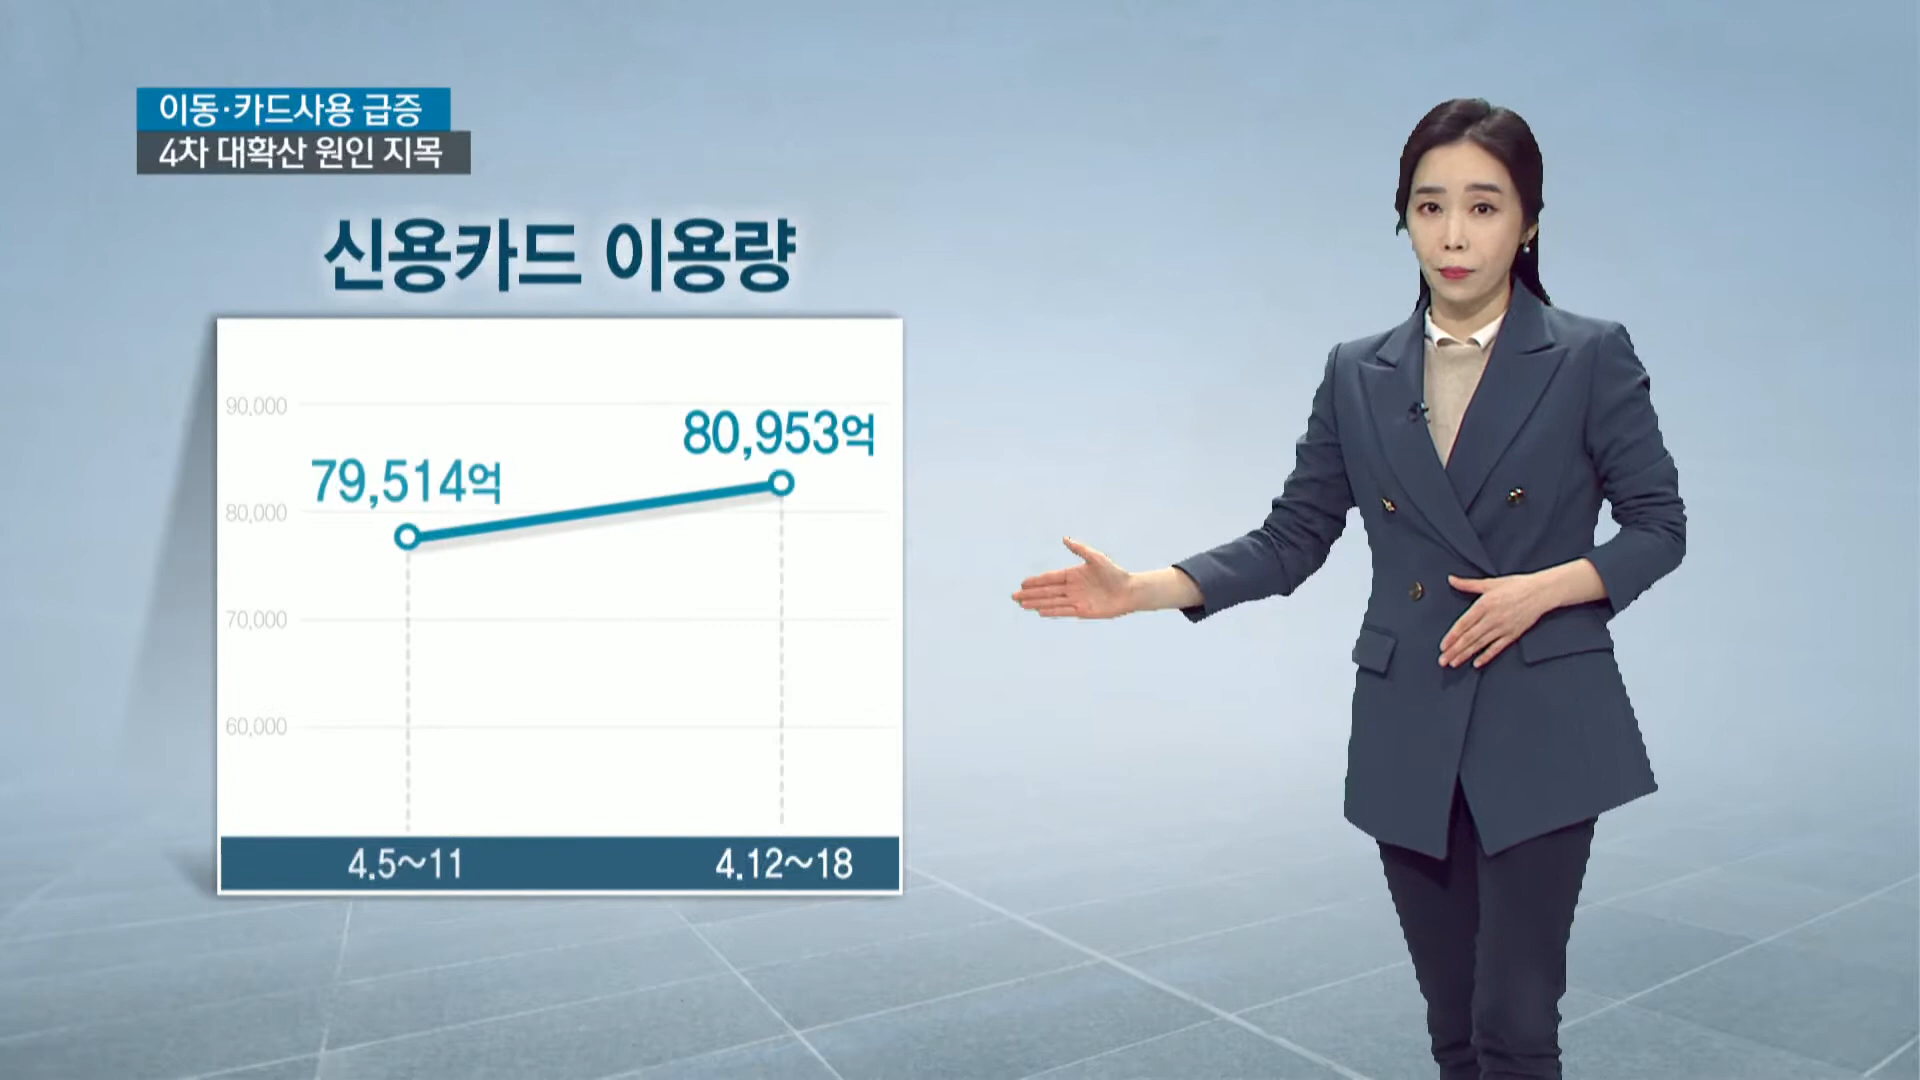 이동·카드사용 급증
4차 대확산 원인 지목
신용카드 이용량
90,000
80,953억
79,514억
80,000
70,000
60,000
4.5~11
4.12~18